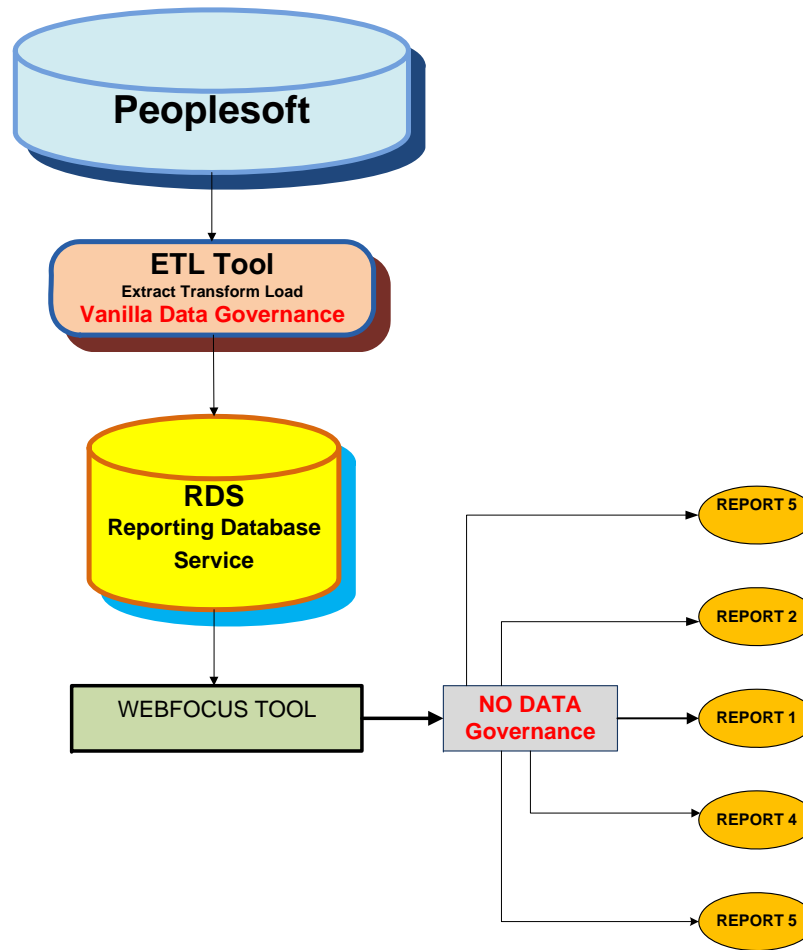 Peoplesoft
ETL Tool
Extract Transform Load
Vanilla Data Governance
RDS
Reporting Database
Service
WEBFOCUS TOOL
NO DATA
Governance
REPORT 5
REPORT 2
REPORT 1
REPORT 4
REPORT 5